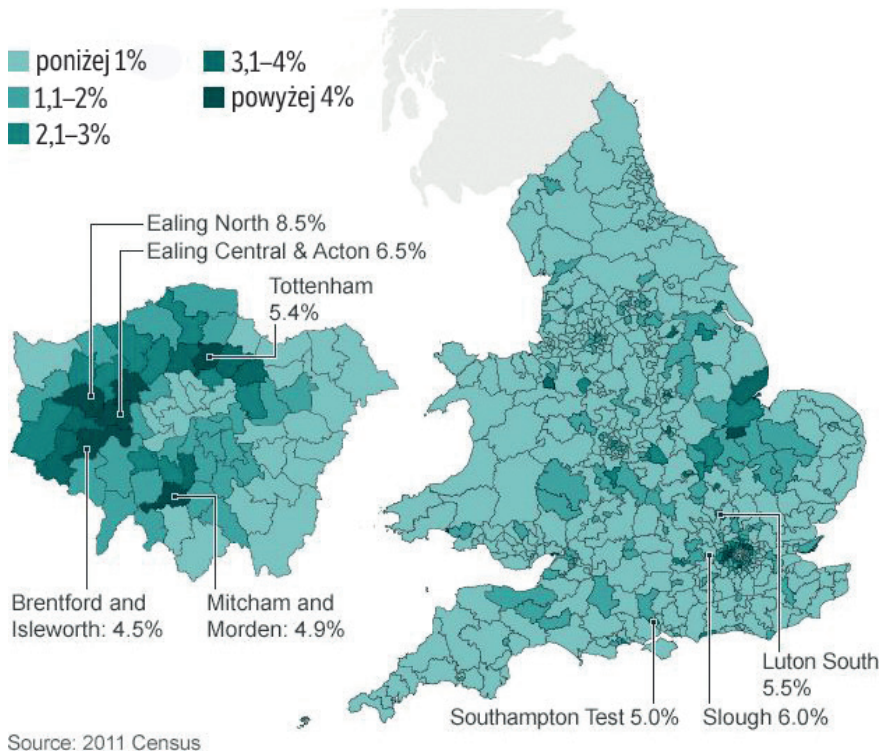 poniżej 1%
1,1–2%
2,1–3%
3,1–4%
powyżej 4%
Ealing North 8.5%
Ealing Central & Acton 6.5%
Tottenham
5.4%
Brentford and
Isleworth: 4.5%
Mitcham and
Morden: 4.9%
Luton South
5.5%
Southampton Test 5.0%
Slough 6.0%
Source: 2011 Census